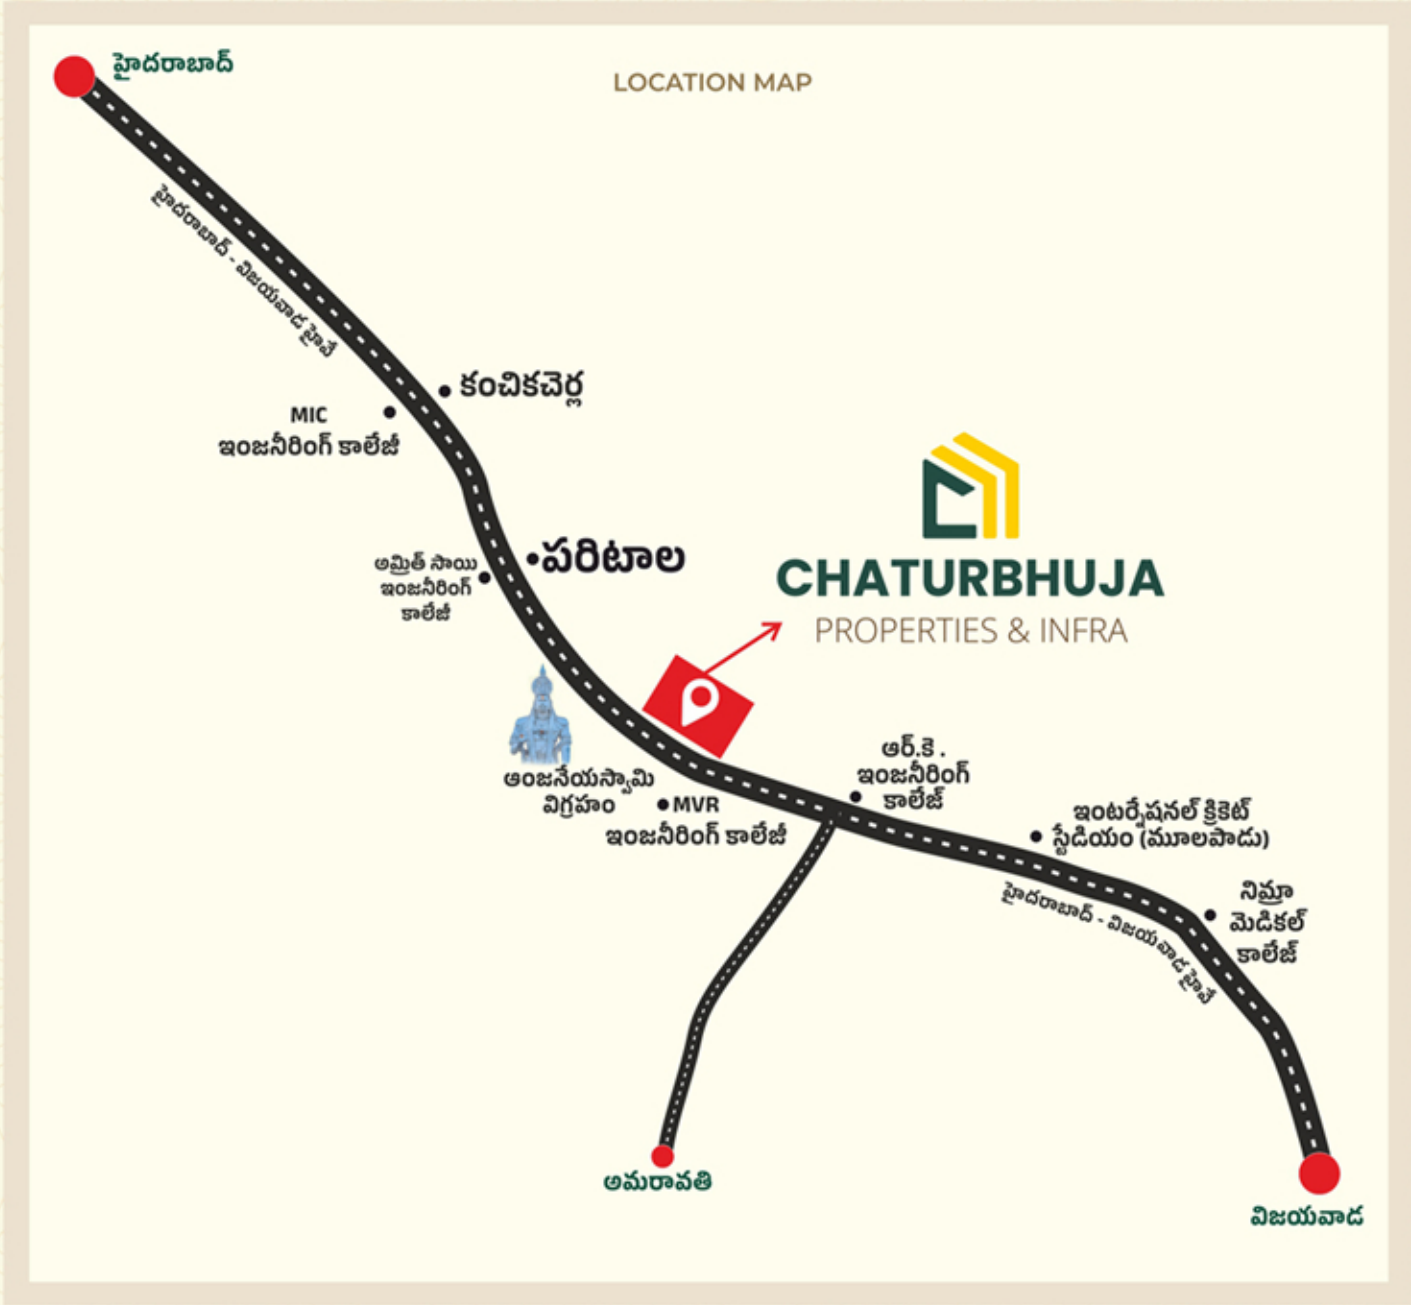 హైదరాబాద్
LOCATION MAP
హైదరాబాద్ - విజయవాడ హైవే
కంచికచెర్ల
MIC
ఇంజనీరింగ్ కాలేజీ
పరిటాల
అమ్రిత్ సాయి
ఇంజనీరింగ్
కాలేజీ
CHATURBHUJA
PROPERTIES & INFRA
ఆంజనేయస్వామి
విగ్రహం
MVR
ఇంజనీరింగ్ కాలేజీ
ఆర్.కె .
ఇంజనీరింగ్
కాలేజ్
ఇంటర్నేషనల్ క్రికెట్
స్టేడియం (మూలపాడు)
హైదరాబాద్ - విజయవాడ హైవే
నిమ్రా
మెడికల్
కాలేజ్
అమరావతి
విజయవాడ